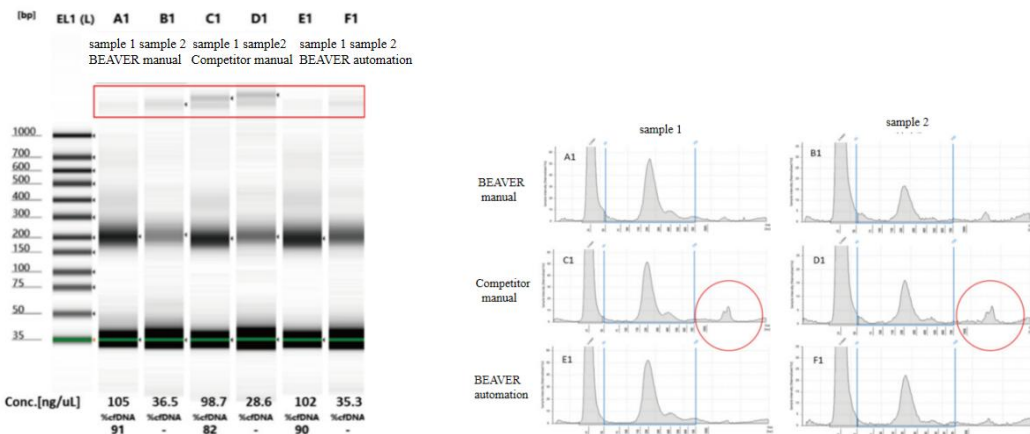 [bp] EL1 (L) A1 B1 C1 D1 E1 F1
sample 1 sample 2 sample 1 sample2 sample 1 sample 2
BEAVER manual Competitor manual BEAVER automation
1000
700
600
500
400
300
200
150
100
75
50
35
Conc.[ng/uL] 105 36.5 98.7 28.6 102 35.3
%cfDNA %cfDNA %cfDNA %cfDNA %cfDNA %cfDNA
91 - 82 - 90 -
sample 1 sample 2
BEAVER
manual
A1 B1
Competitor
manual
C1 D1
BEAVER
automation
E1 F1